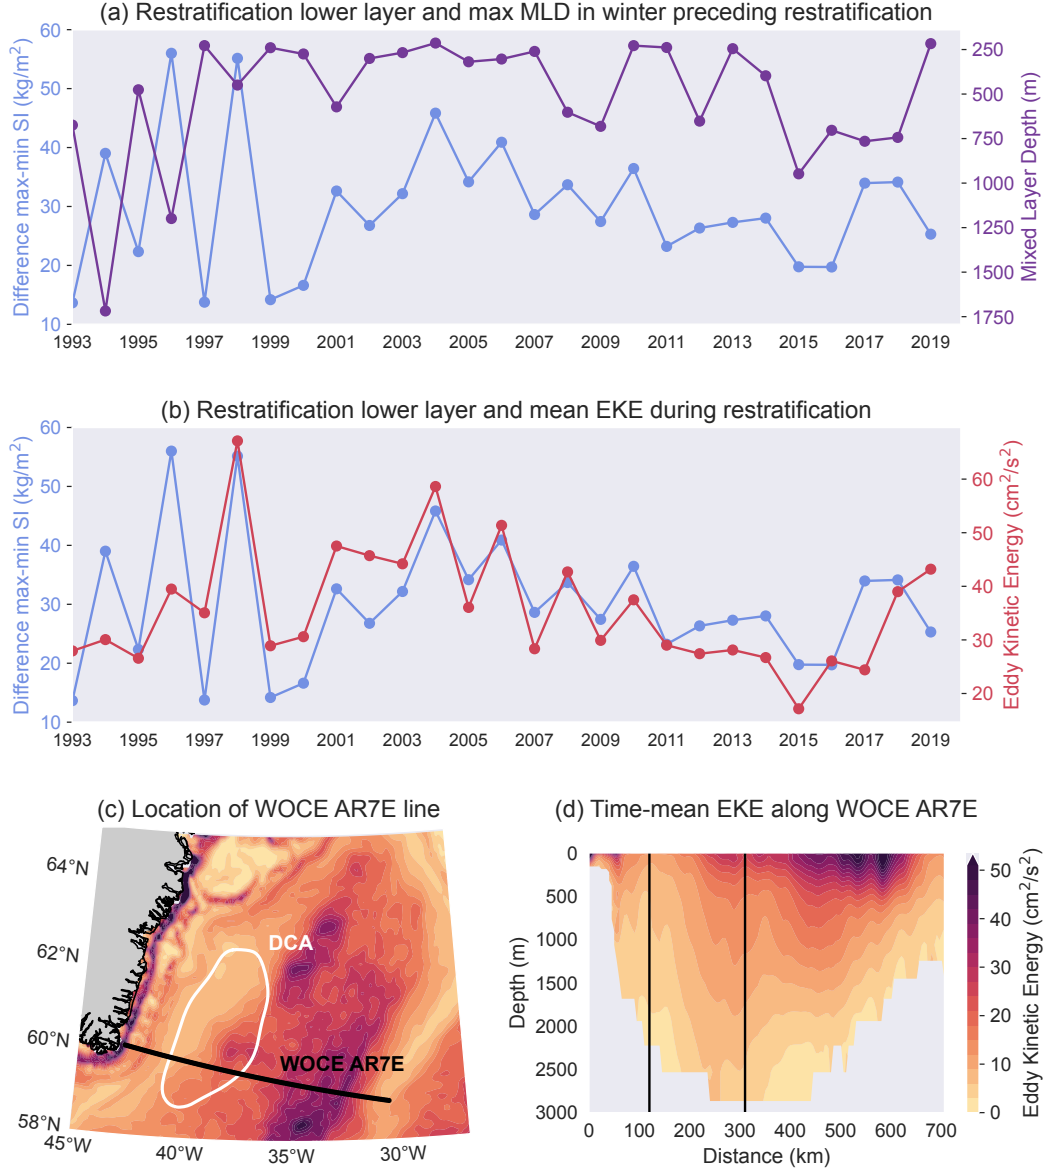 (a) Restratification lower layer and max MLD in winter preceding restratification
Difference max-min SI (kg/m²)
60
50
40
30
20
10
250
500
750
1000
1250
1500
1750
Mixed Layer Depth (m)
1993 1995 1997 1999 2001 2003 2005 2007 2009 2011 2013 2015 2017 2019
(b) Restratification lower layer and mean EKE during restratification
Difference max-min SI (kg/m²)
60
50
40
30
20
10
60
50
40
30
20
Eddy Kinetic Energy (cm²/s²)
1993 1995 1997 1999 2001 2003 2005 2007 2009 2011 2013 2015 2017 2019
(c) Location of WOCE AR7E line
64°N
62°N
60°N
58°N
DCA
WOCE AR7E
45°W
40°W
35°W
30°W
(d) Time-mean EKE along WOCE AR7E
Depth (m)
0
500
1000
1500
2000
2500
3000
0 100 200 300 400 500 600 700
Distance (km)
50
40
30
20
10
0
Eddy Kinetic Energy (cm²/s²)